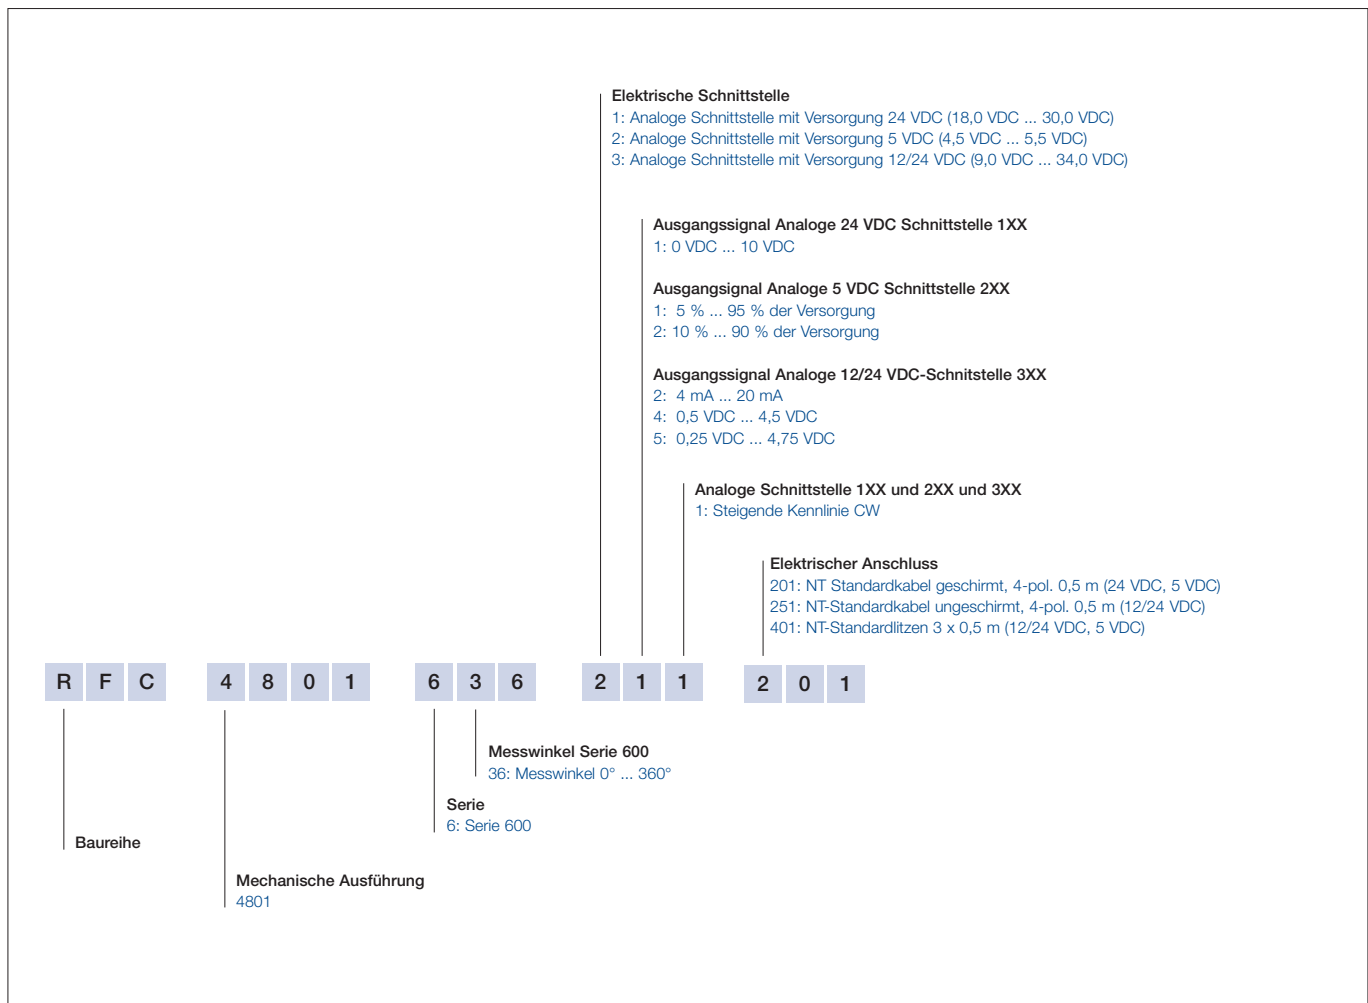 Elektrische Schnittstelle
1: Analoge Schnittstelle mit Versorgung 24 VDC (18,0 VDC ... 30,0 VDC)
2: Analoge Schnittstelle mit Versorgung 5 VDC (4,5 VDC ... 5,5 VDC)
3: Analoge Schnittstelle mit Versorgung 12/24 VDC (9,0 VDC ... 34,0 VDC)
Ausgangssignal Analoge 24 VDC Schnittstelle 1XX
1: 0 VDC ... 10 VDC
Ausgangsignal Analoge 5 VDC Schnittstelle 2XX
1: 5 % ... 95 % der Versorgung
2: 10 % ... 90 % der Versorgung
Ausgangssignal Analoge 12/24 VDC-Schnitstelle 3XX
2: 4 mA ... 20 mA
4: 0,5 VDC ... 4,5 VDC
5: 0,25 VDC ... 4,75 VDC
Analoge Schnittstelle 1XX und 2XX und 3XX
1: Steigende Kennlinie CW
Elektrischer Anschluss
201: NT Standardkabel geschirmt, 4-pol. 0,5 m (24 VDC, 5 VDC)
251: NT-Standardkabel ungeschirmt, 4-pol. 0,5 m (12/24 VDC)
401: NT-Standardlitzen 3 x 0,5 m (12/24 VDC, 5 VDC)
R F C 4 8 0 1 6 3 6 2 1 1 2 0 1
Messwinkel Serie 600
36: Messwinkel 0° ... 360°
Serie
6: Serie 600
Baureihe
Mechanische Ausführung
4801